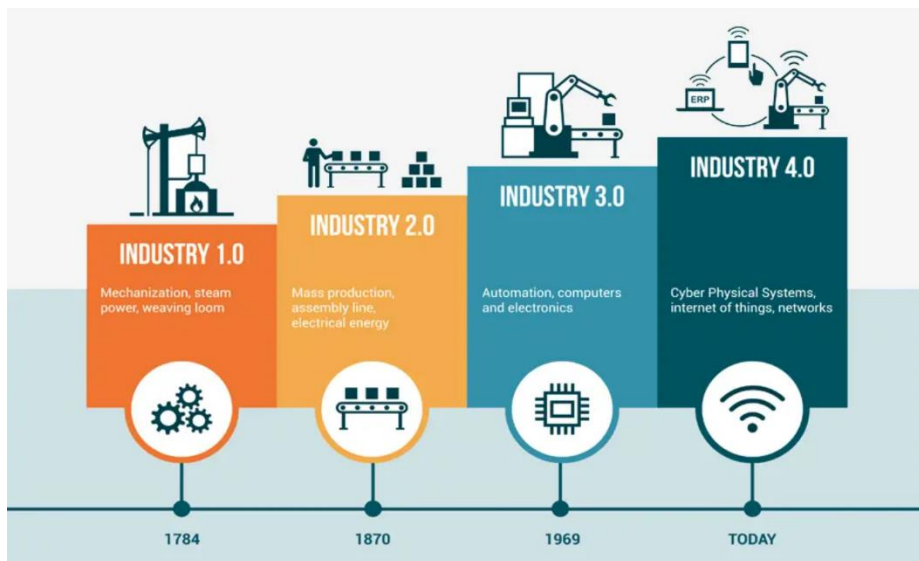 ERP
INDUSTRY 1.0
Mechanization, steam
power, weaving loom
INDUSTRY 2.0
Mass production,
assembly line,
electrical energy
INDUSTRY 3.0
Automation, computers
and electronics
INDUSTRY 4.0
Cyber Physical Systems,
internet of things, networks
1784
1870
1969
TODAY